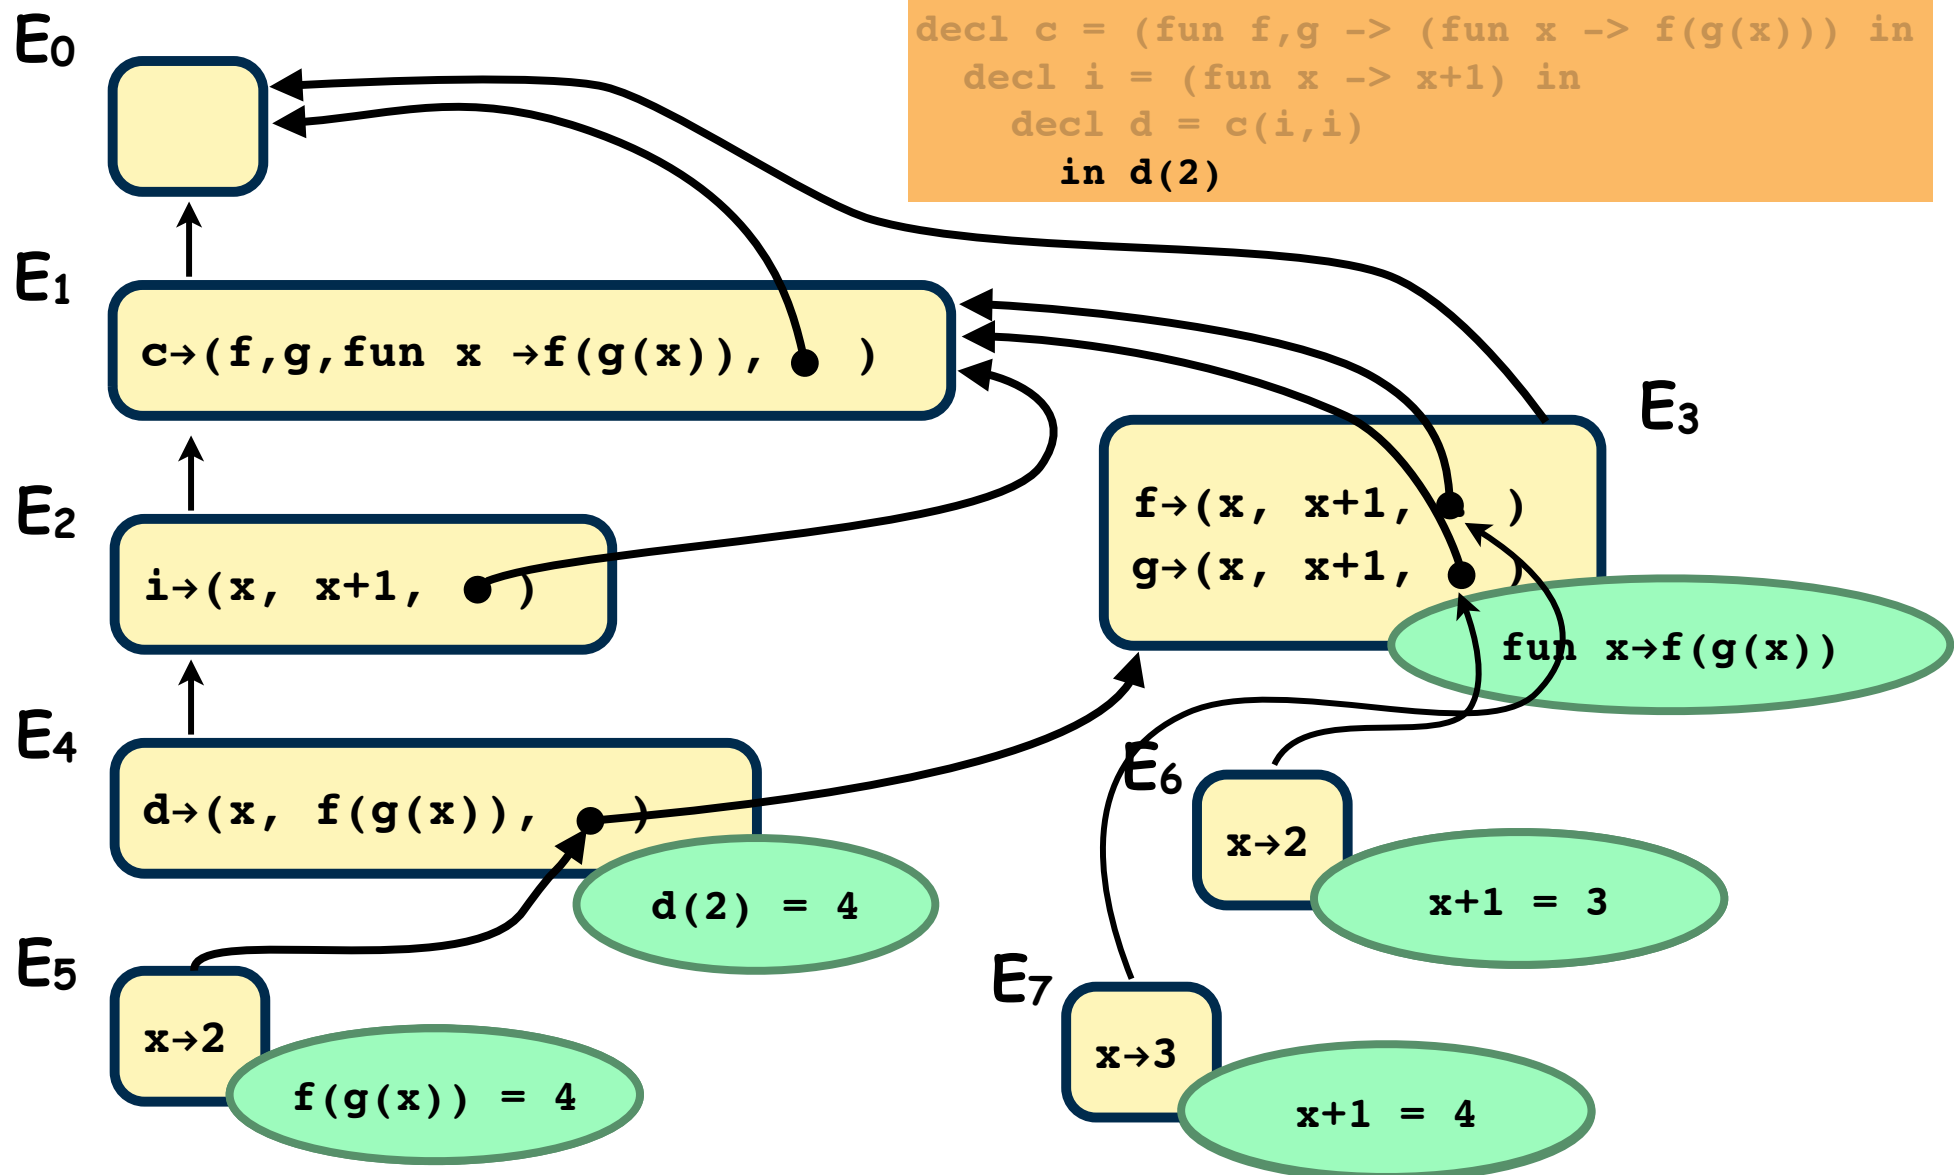 E0
decl c = (fun f,g -> (fun x -> f(g(x))) in
decl i = (fun x -> x+1) in
decl d = c(i,i)
in d(2)
E1
c→(f,g,fun x →f(g(x)), )
E3
f→(x, x+1, )
g→(x, x+1, )
fun x→f(g(x))
E2
i→(x, x+1, )
E4
d→(x, f(g(x)), )
d(2) = 4
E6
x→2
x+1 = 3
E5
x→2
f(g(x)) = 4
E7
x→3
x+1 = 4